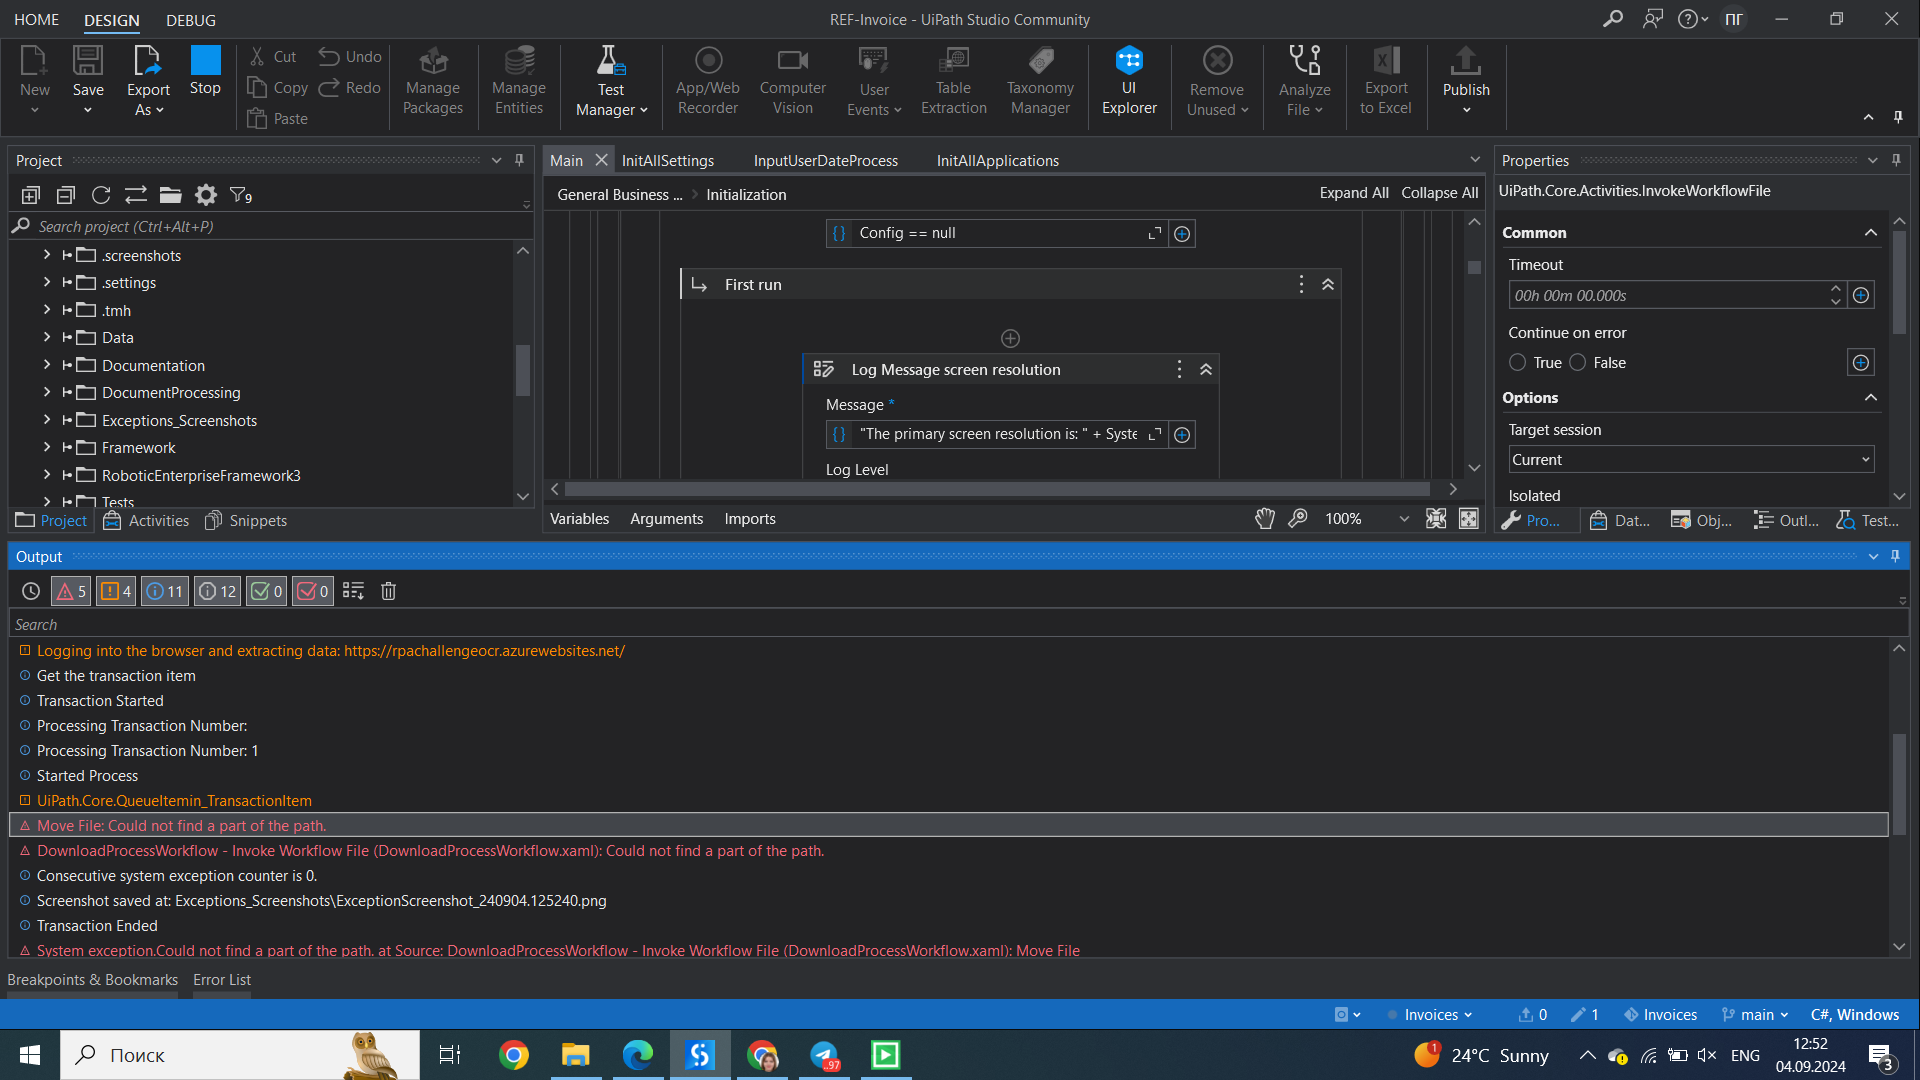 HOME DESIGN DEBUG REF-Invoice - UiPath Studio Community ПГ
New Save Export As Stop Cut Copy Paste Undo Redo Manage Packages Manage Entities Test Manager App/Web Recorder Computer Vision User Events Table Extraction Taxonomy Manager UI Explorer Remove Unused Analyze File Export to Excel Publish
Project
9
Search project (Ctrl+Alt+P)
.screenshots
.settings
.tmh
Data
Documentation
DocumentProcessing
Exceptions_Screenshots
Framework
RoboticEnterpriseFramework3
Tests
Project Activities Snippets
Main InitAllSettings InputUserDateProcess InitAllApplications
General Business ... > Initialization Expand All Collapse All
{} Config == null
First run
Log Message screen resolution
Message *
{} "The primary screen resolution is: " + Syste
Log Level
Variables Arguments Imports 100%
Properties
UiPath.Core.Activities.InvokeWorkflowFile
Common
Timeout
00h 00m 00.000s
Continue on error
True False
Options
Target session
Current
Isolated
Pro... Dat... Obj... Outl... Test...
Output
5 4 11 12 0 0
Search
Logging into the browser and extracting data: https://rpachallengeocr.azurewebsites.net/
Get the transaction item
Transaction Started
Processing Transaction Number:
Processing Transaction Number: 1
Started Process
UiPath.Core.QueueItemin_TransactionItem
Move File: Could not find a part of the path.
DownloadProcessWorkflow - Invoke Workflow File (DownloadProcessWorkflow.xaml): Could not find a part of the path.
Consecutive system exception counter is 0.
Screenshot saved at: Exceptions_Screenshots\ExceptionScreenshot_240904.125240.png
Transaction Ended
System exception.Could not find a part of the path. at Source: DownloadProcessWorkflow - Invoke Workflow File (DownloadProcessWorkflow.xaml): Move File
Breakpoints & Bookmarks Error List
Invoices 0 1 Invoices main C#, Windows
Поиск ..97 1 24°C Sunny ENG 12:52
04.09.2024 3